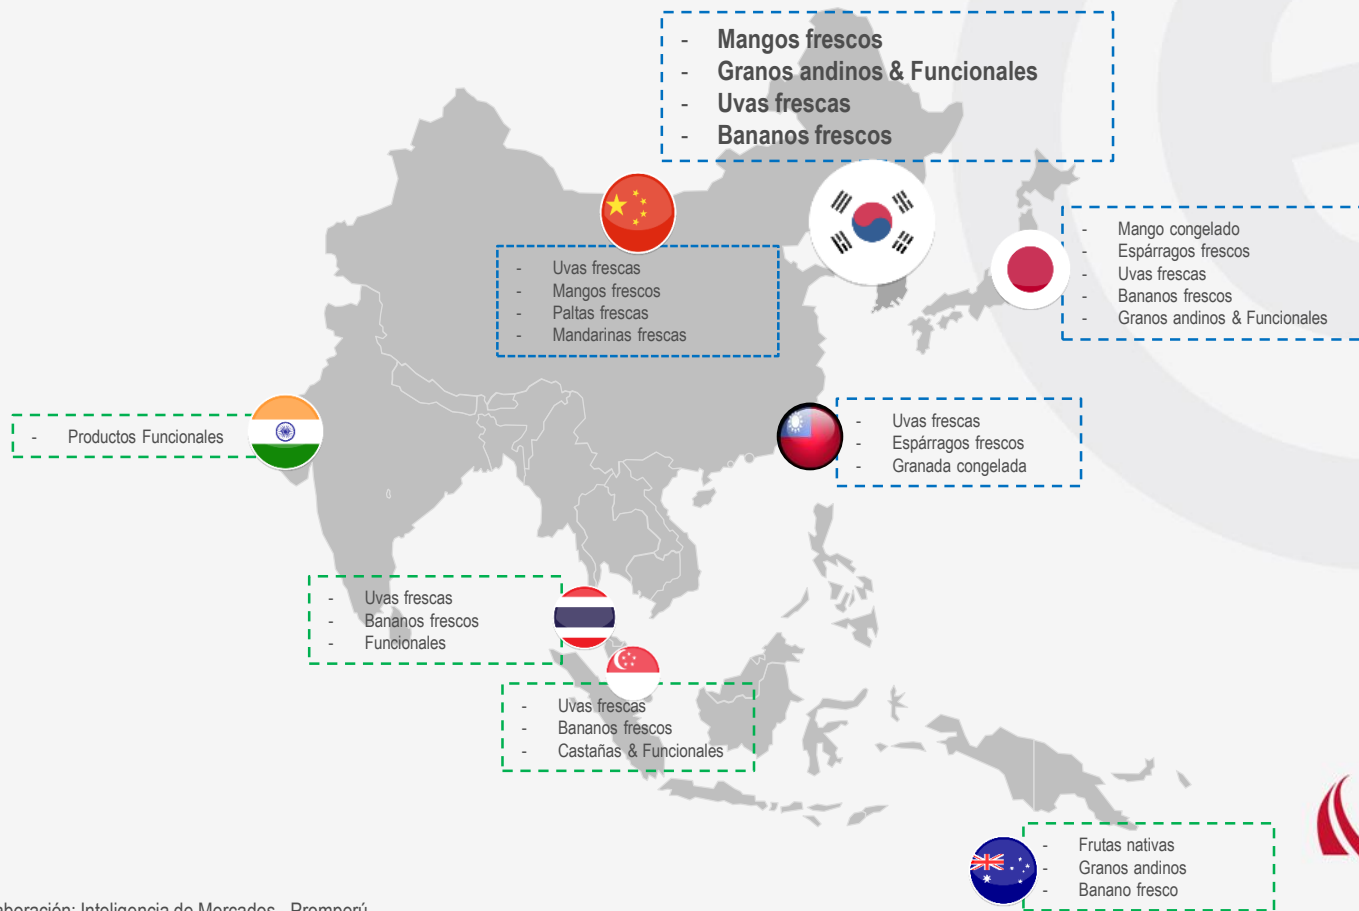 - Mangos frescos
- Granos andinos & Funcionales
- Uvas frescas
- Bananos frescos
- Uvas frescas
- Mangos frescos
- Paltas frescas
- Mandarinas frescas
- Mango congelado
- Espárragos frescos
- Uvas frescas
- Bananos frescos
- Granos andinos & Funcionales
- Productos Funcionales
- Uvas frescas
- Espárragos frescos
- Granada congelada
- Uvas frescas
- Bananos frescos
- Funcionales
- Uvas frescas
- Bananos frescos
- Castañas & Funcionales
- Frutas nativas
- Granos andinos
- Banano fresco
Inteligencia de Mercados - Promperú